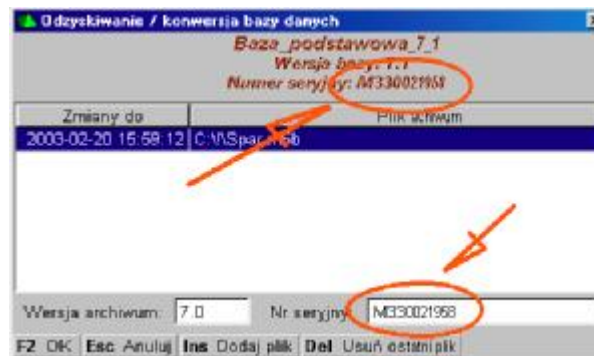 Odzyskiwanie / konwersja bazy danych
Baza_podstawowa_7_1
Wersja bazy: 7.1
Numer seryjny: M330021958
Zmiany do Plik
2003-02-20 15:58:12
Wersja archiwum: 7.0 Nr seryjny: M330021958
F2 OK Esc Anuluj Ins Dodaj plik Del Usuń ostatni plik